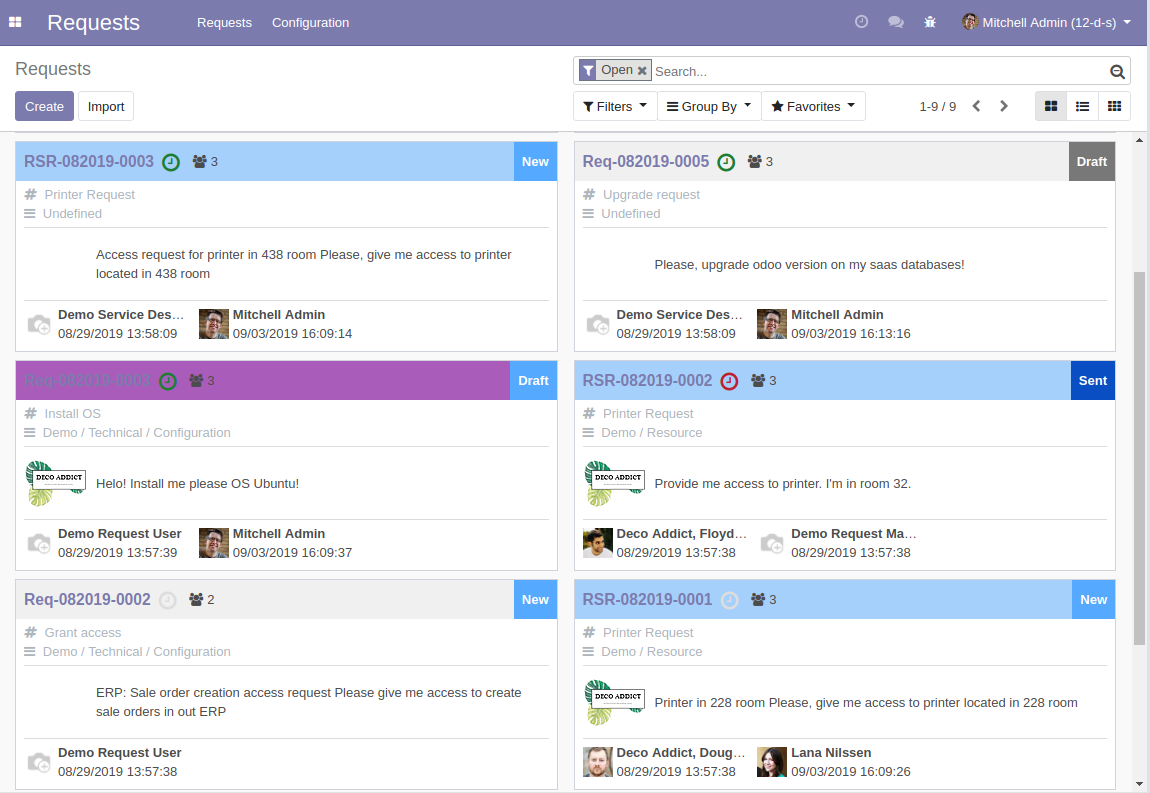 Requests
Requests
Configuration
Mitchell Admin (12-d-s)
Requests
Open
Search...
Create
Import
Filters
Group By
Favorites
1-9 / 9
RSR-082019-0003
3
New
Printer Request
Undefined
Access request for printer in 438 room Please, give me access to printer
located in 438 room
Demo Service Des…
08/29/2019 13:58:09
Mitchell Admin
09/03/2019 16:09:14
Req-082019-0005
3
Draft
Upgrade request
Undefined
Please, upgrade odoo version on my saas databases!
Demo Service Des…
08/29/2019 13:58:09
Mitchell Admin
09/03/2019 16:13:16
Req-082019-0003
3
Draft
Install OS
Demo / Technical / Configuration
DECO ADDICT
Helo! Install me please OS Ubuntu!
Demo Request User
08/29/2019 13:57:39
Mitchell Admin
09/03/2019 16:09:37
RSR-082019-0002
3
Sent
Printer Request
Demo / Resource
DECO ADDICT
Provide me access to printer. I'm in room 32.
Deco Addict, Floyd…
08/29/2019 13:57:38
Demo Request Ma…
08/29/2019 13:57:38
Req-082019-0002
2
New
Grant access
Demo / Technical / Configuration
ERP: Sale order creation access request Please give me access to create
sale orders in out ERP
Demo Request User
08/29/2019 13:57:38
RSR-082019-0001
3
New
Printer Request
Demo / Resource
DECO ADDICT
Printer in 228 room Please, give me access to printer located in 228 room
Deco Addict, Doug…
08/29/2019 13:57:38
Lana Nilssen
09/03/2019 16:09:26